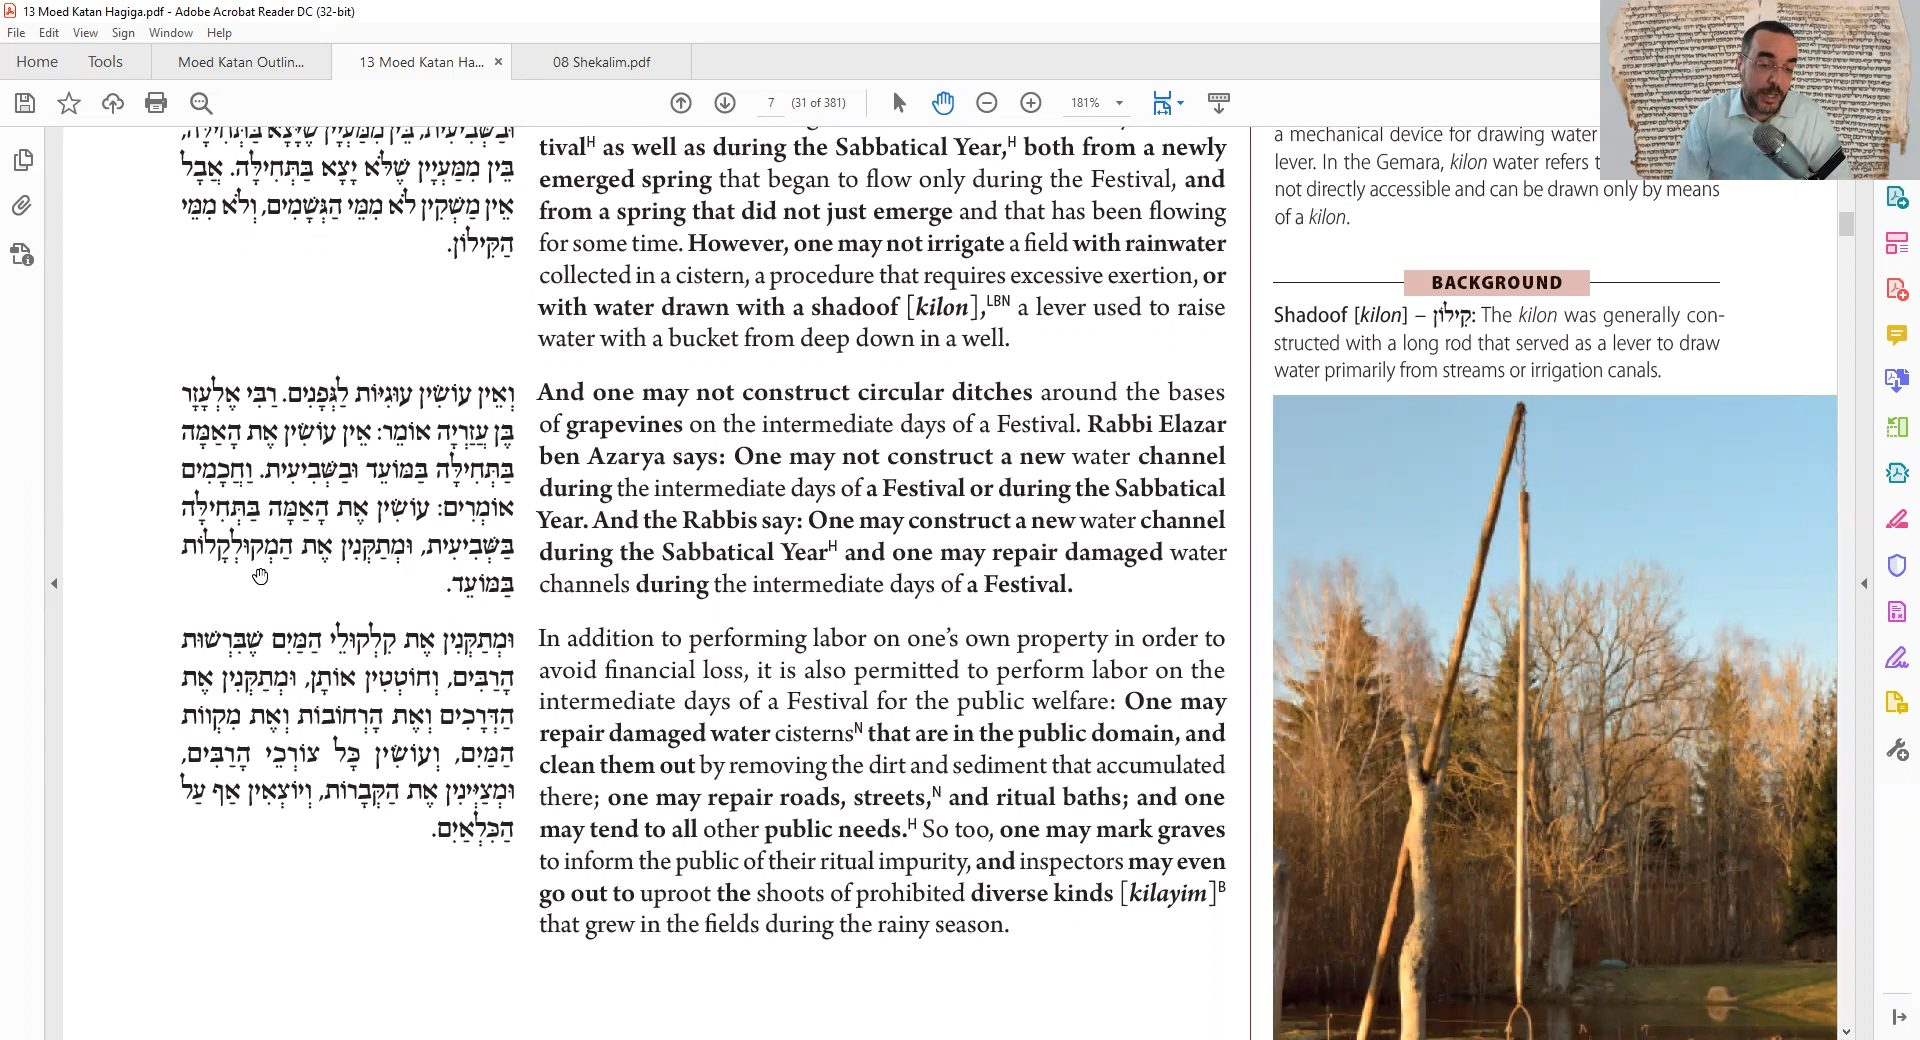 13 Moed Katan Hagiga.pdf - Adobe Acrobat Reader DC (32-bit)
File Edit View Sign Window Help
Home Tools Moed Katan Outlin... 13 Moed Katan Ha... × 08 Shekalim.pdf
7 (31 of 381) 181%
וּבַשְּׁבִיעִית, בֵּין מִמַּעְיָין שֶׁיָּצָא בַּתְּחִילָּה,
בֵּין מִמַּעְיָין שֶׁלֹּא יָצָא בַּתְּחִילָּה. אֲבָל
אֵין מַשְׁקִין לֹא מִמֵּי הַגְּשָׁמִים, וְלֹא מִמֵּי
הַקִּילוֹן.
וְאֵין עוֹשִׂין עוּגִיּוֹת לַגְּפָנִים. רַבִּי אֶלְעָזָר
בֶּן עֲזַרְיָה אוֹמֵר: אֵין עוֹשִׂין אֶת הָאַמָּה
בַּתְּחִילָּה בַּמּוֹעֵד וּבַשְּׁבִיעִית. וַחֲכָמִים
אוֹמְרִים: עוֹשִׂין אֶת הָאַמָּה בַּתְּחִילָּה
בַּשְּׁבִיעִית, וּמְתַקְּנִין אֶת הַמְקוּלְקָלוֹת
בַּמּוֹעֵד.
וּמְתַקְּנִין אֶת קִלְקוּלֵי הַמַּיִם שֶׁבִּרְשׁוּת
הָרַבִּים, וְחוֹטְטִין אוֹתָן, וּמְתַקְּנִין אֶת
הַדְּרָכִים וְאֶת הָרְחוֹבוֹת וְאֶת מִקְווֹת
הַמַּיִם, וְעוֹשִׂין כׇּל צוֹרְכֵי הָרַבִּים,
וּמְצַיְּינִין אֶת הַקְּבָרוֹת, וְיוֹצְאִין אַף עַל
הַכִּלְאַיִם.
tival^H as well as during the Sabbatical Year,^H both from a newly
emerged spring that began to flow only during the Festival, and
from a spring that did not just emerge and that has been flowing
for some time. However, one may not irrigate a field with rainwater
collected in a cistern, a procedure that requires excessive exertion, or
with water drawn with a shadoof [kilon],^LBN a lever used to raise
water with a bucket from deep down in a well.
And one may not construct circular ditches around the bases
of grapevines on the intermediate days of a Festival. Rabbi Elazar
ben Azarya says: One may not construct a new water channel
during the intermediate days of a Festival or during the Sabbatical
Year. And the Rabbis say: One may construct a new water channel
during the Sabbatical Year^H and one may repair damaged water
channels during the intermediate days of a Festival.
In addition to performing labor on one's own property in order to
avoid financial loss, it is also permitted to perform labor on the
intermediate days of a Festival for the public welfare: One may
repair damaged water cisterns^N that are in the public domain, and
clean them out by removing the dirt and sediment that accumulated
there; one may repair roads, streets,^N and ritual baths; and one
may tend to all other public needs.^H So too, one may mark graves
to inform the public of their ritual impurity, and inspectors may even
go out to uproot the shoots of prohibited diverse kinds [kilayim]^B
that grew in the fields during the rainy season.
a mechanical device for drawing water
lever. In the Gemara, kilon water refers
not directly accessible and can be drawn only by means
of a kilon.
BACKGROUND
Shadoof [kilon] – קִילוֹן: The kilon was generally con-
structed with a long rod that served as a lever to draw
water primarily from streams or irrigation canals.